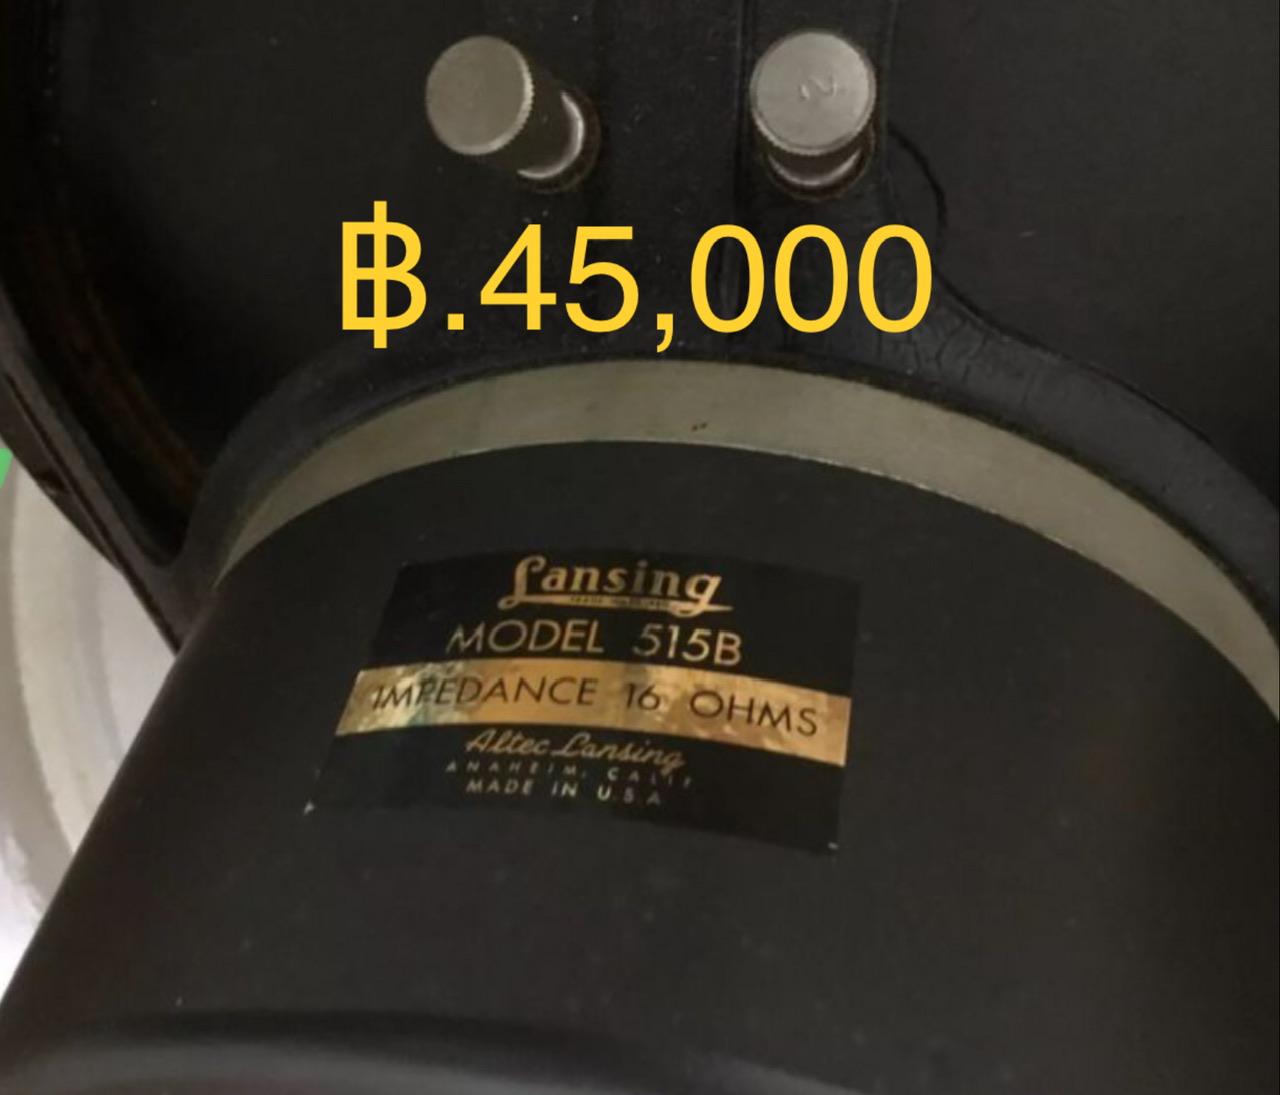 ฿.45,000
Lansing
MODEL 515B
IMPEDANCE 16 OHMS
Altec Lansing
ANAHEIM, CALIF.
MADE IN U.S.A